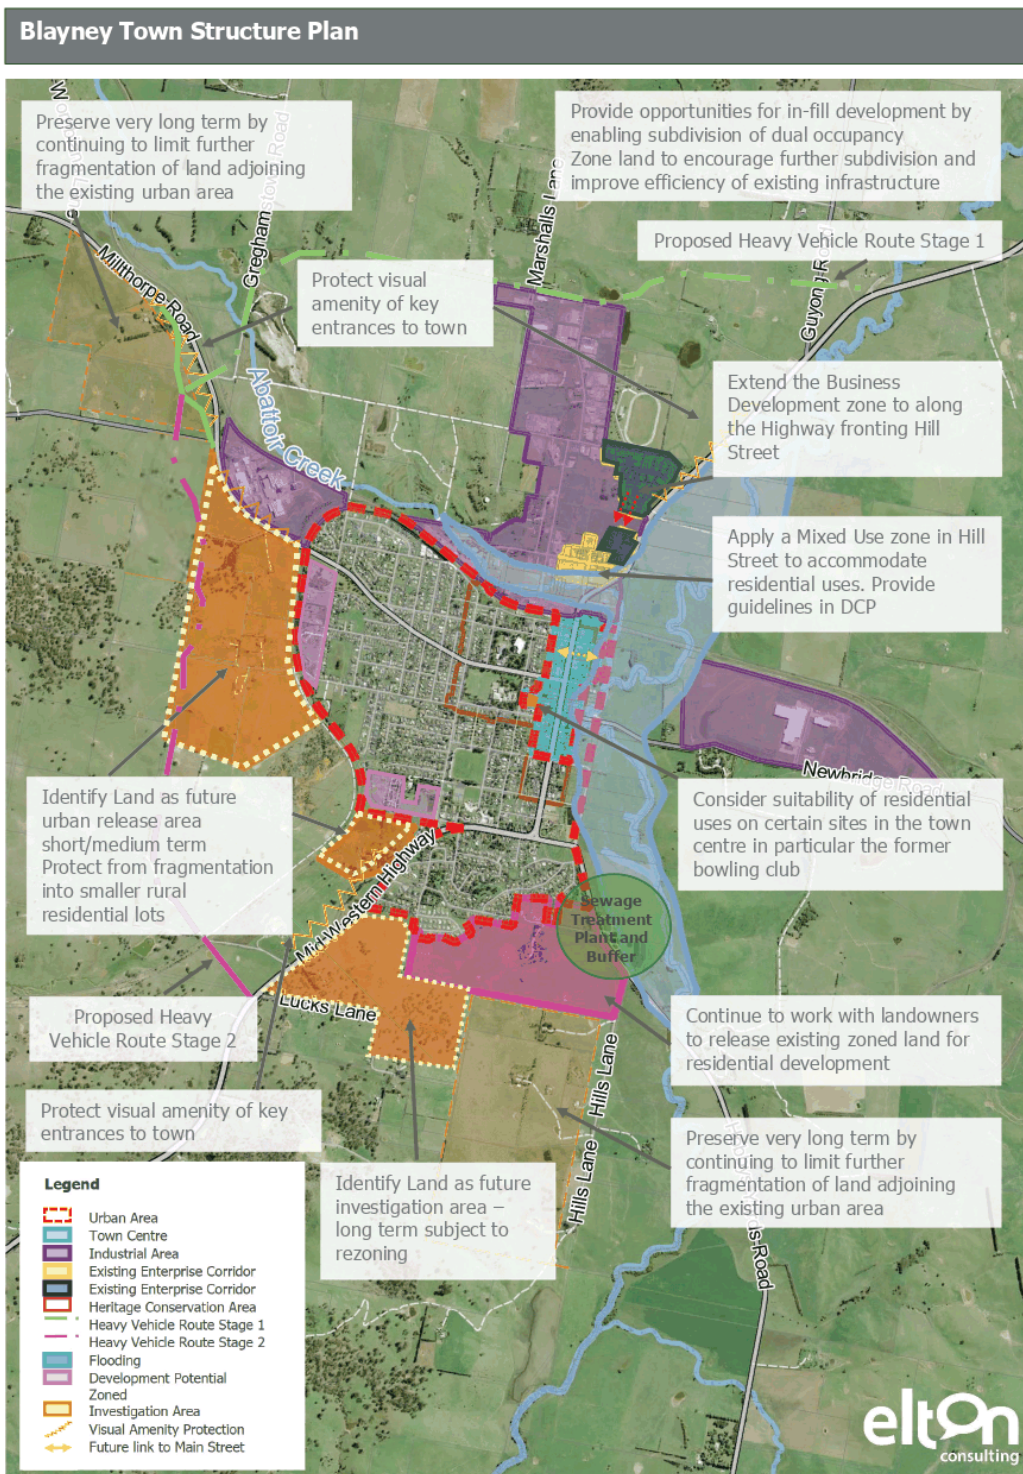 Blayney Town Structure Plan
Preserve very long term by
continuing to limit further
fragmentation of land adjoining
the existing urban area
Provide opportunities for in-fill development by
enabling subdivision of dual occupancy
Zone land to encourage further subdivision and
improve efficiency of existing infrastructure
Proposed Heavy Vehicle Route Stage 1
Marshalls Lane
Guyong Road
Millthorpe Road
Protect visual
amenity of key
entrances to town
Abattoir Creek
Extend the Business
Development zone to along
the Highway fronting Hill
Street
Apply a Mixed Use zone in Hill
Street to accommodate
residential uses. Provide
guidelines in DCP
Newbridge Road
Identify Land as future
urban release area
short/medium term
Protect from fragmentation
into smaller rural
residential lots
Consider suitability of residential
uses on certain sites in the town
centre in particular the former
bowling club
Mid Western Highway
Sewage
Treatment
Plant and
Buffer
Lucks Lane
Proposed Heavy
Vehicle Route Stage 2
Continue to work with landowners
to release existing zoned land for
residential development
Hills Lane
Hills Lane
Protect visual amenity of key
entrances to town
Preserve very long term by
continuing to limit further
fragmentation of land adjoining
the existing urban area
Identify Land as future
investigation area –
long term subject to
rezoning
Road
Legend
Urban Area
Town Centre
Industrial Area
Existing Enterprise Corridor
Existing Enterprise Corridor
Heritage Conservation Area
Heavy Vehicle Route Stage 1
Heavy Vehicle Route Stage 2
Flooding
Development Potential
Zoned
Investigation Area
Visual Amenity Protection
Future link to Main Street
elton
consulting